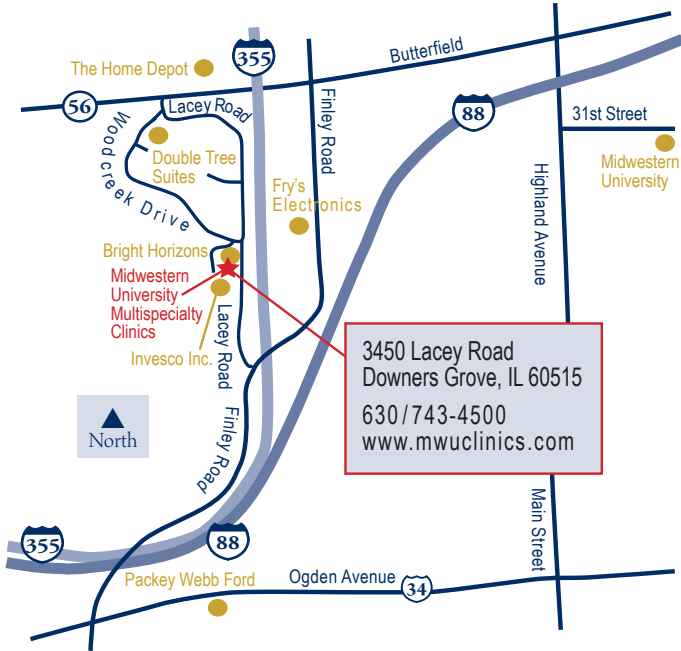 355
Butterfield
The Home Depot
56
Lacey Road
88
31st Street
Woodcreek Drive
Finley Road
Double Tree
Suites
Midwestern
University
Highland Avenue
Fry's
Electronics
Bright Horizons
Midwestern
University
Multispecialty
Clinics
Lacey Road
Invesco Inc.
3450 Lacey Road
Downers Grove, IL 60515
630/743-4500
www.mwuclinics.com
North
Finley Road
Main Street
355
88
Packey Webb Ford
Ogden Avenue
34